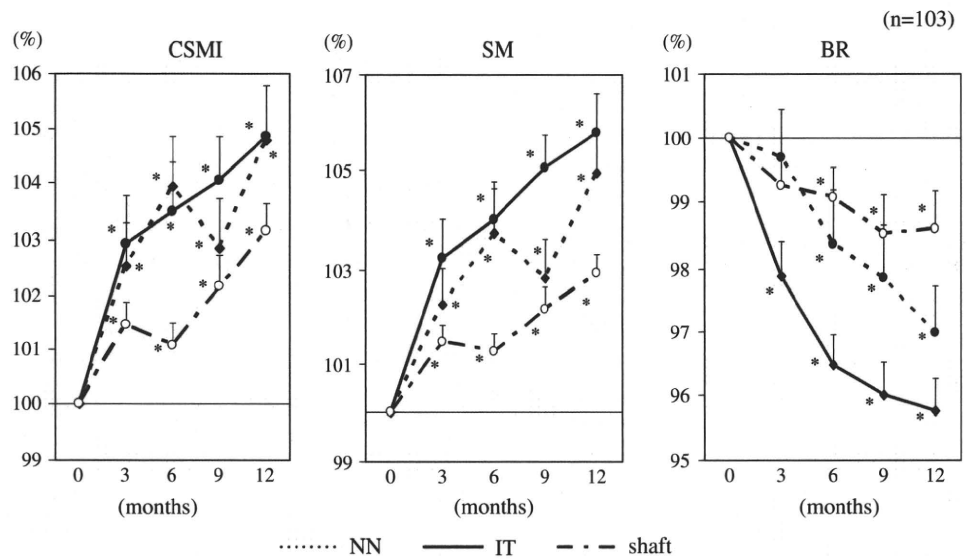 (n=103)
(%) CSMI
106
105
104
103
102
101
100
99
0 3 6 9 12
(months)
(%) SM
107
105
103
101
99
0 3 6 9 12
(months)
(%) BR
101
100
99
98
97
96
95
0 3 6 9 12
(months)
NN IT shaft